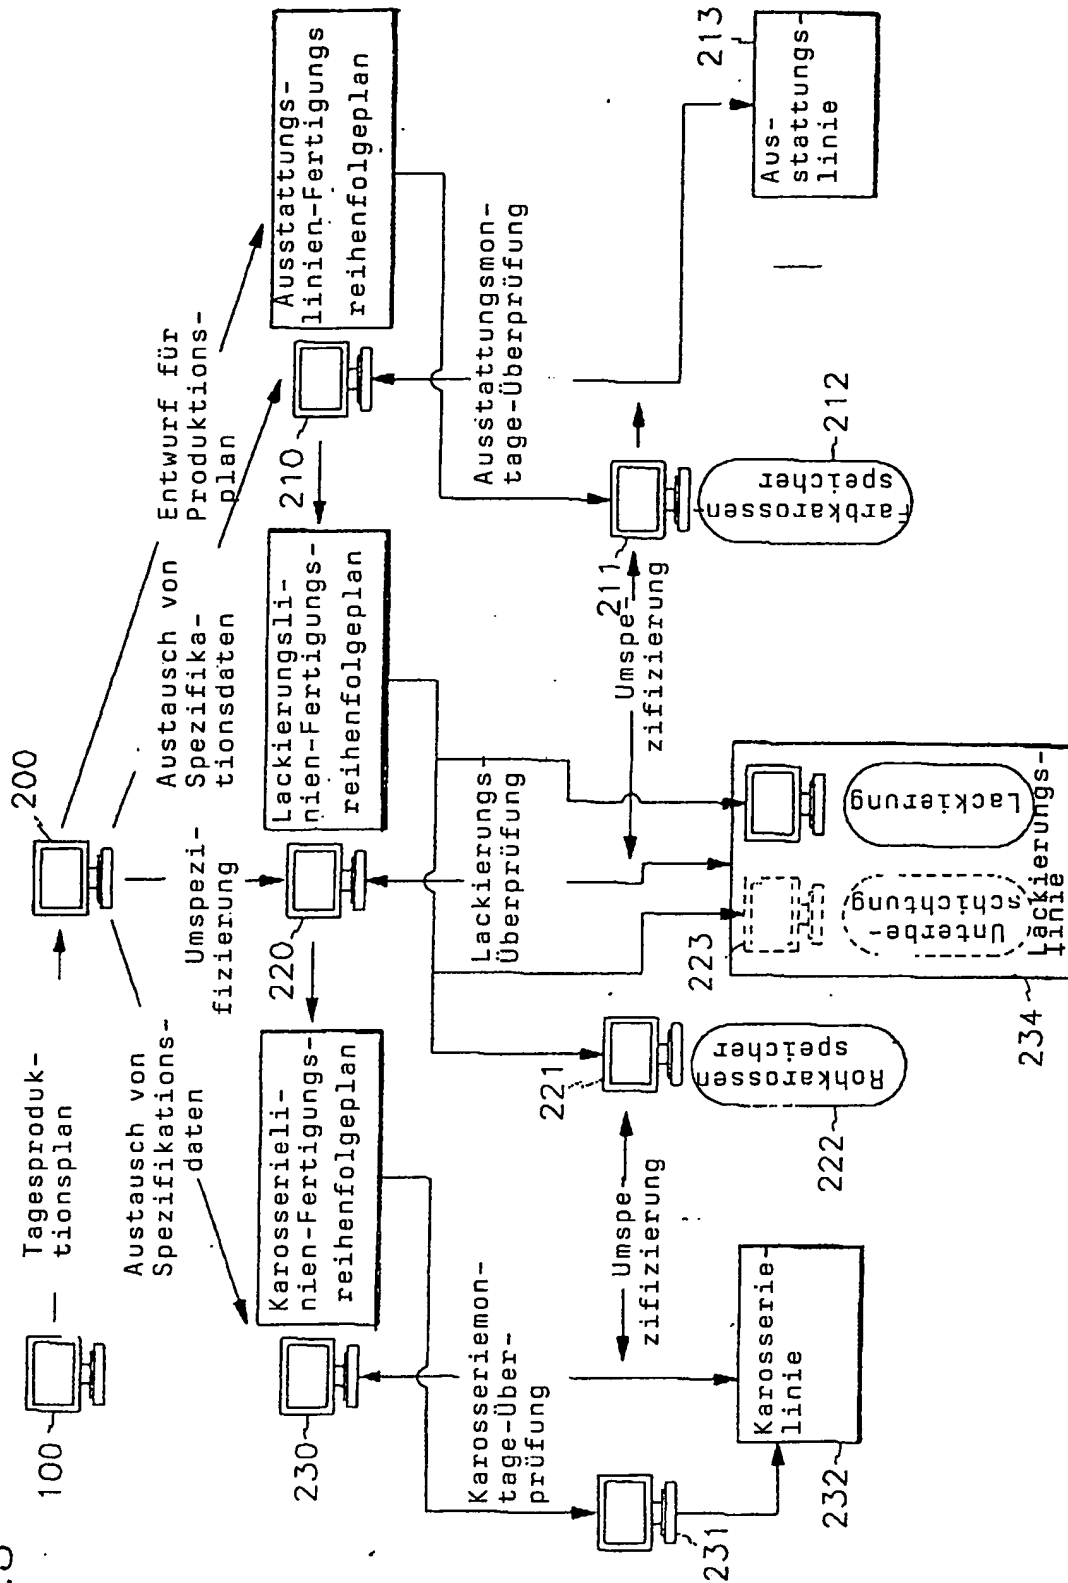 100
Tagesproduk-
tionsplan
200
Austausch von
Spezifikations-
daten
Umspezi-
fizierung
Austausch von
Spezifika-
tionsdaten
Entwurf für
Produktions-
plan
230
Karosserieli-
nien-Fertigungs-
reihenfolgeplan
220
Lackierungsli-
nien-Fertigungs-
reihenfolgeplan
210
Ausstattungs-
linien-Fertigungs
reihenfolgeplan
Karosseriemon-
tage-Über-
prüfung
Lackierungs-
Überprüfung
Ausstattungsmon-
tage-Überprüfung
231
Umspe-
zifizierung
221
Rohkarossen
speicher
222
Umspe-
zifizierung
211
Farbkarossen-
speicher
212
Karosserie-
linie
232
223
Unterbe-
schichtung
Lackierung
Lackierungs-
linie
234
213
Aus-
stattungs-
linie